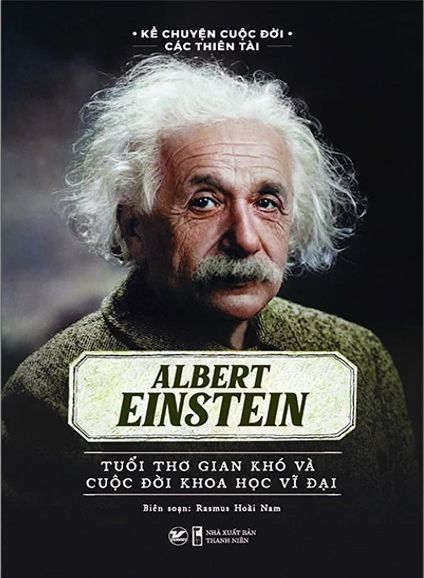 • KỂ CHUYỆN CUỘC ĐỜI •
CÁC THIÊN TÀI
ALBERT
EINSTEIN
TUỔI THƠ GIAN KHÓ VÀ
CUỘC ĐỜI KHOA HỌC VĨ ĐẠI
Biên soạn: Rasmus Hoài Nam
NHÀ XUẤT BẢN
THANH NIÊN